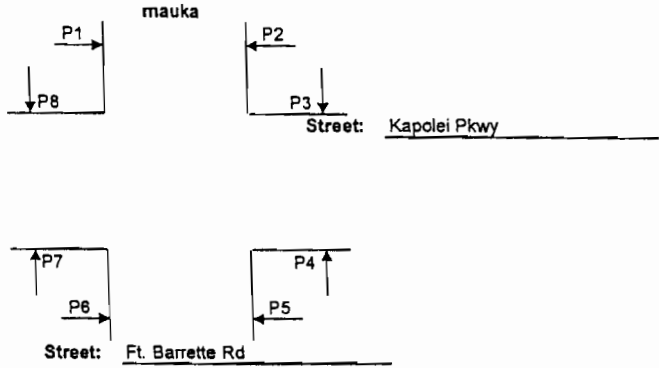 mauka
P1 P2
P8 P3
Street: Kapolei Pkwy
P7 P4
P6 P5
Street: Ft. Barrette Rd